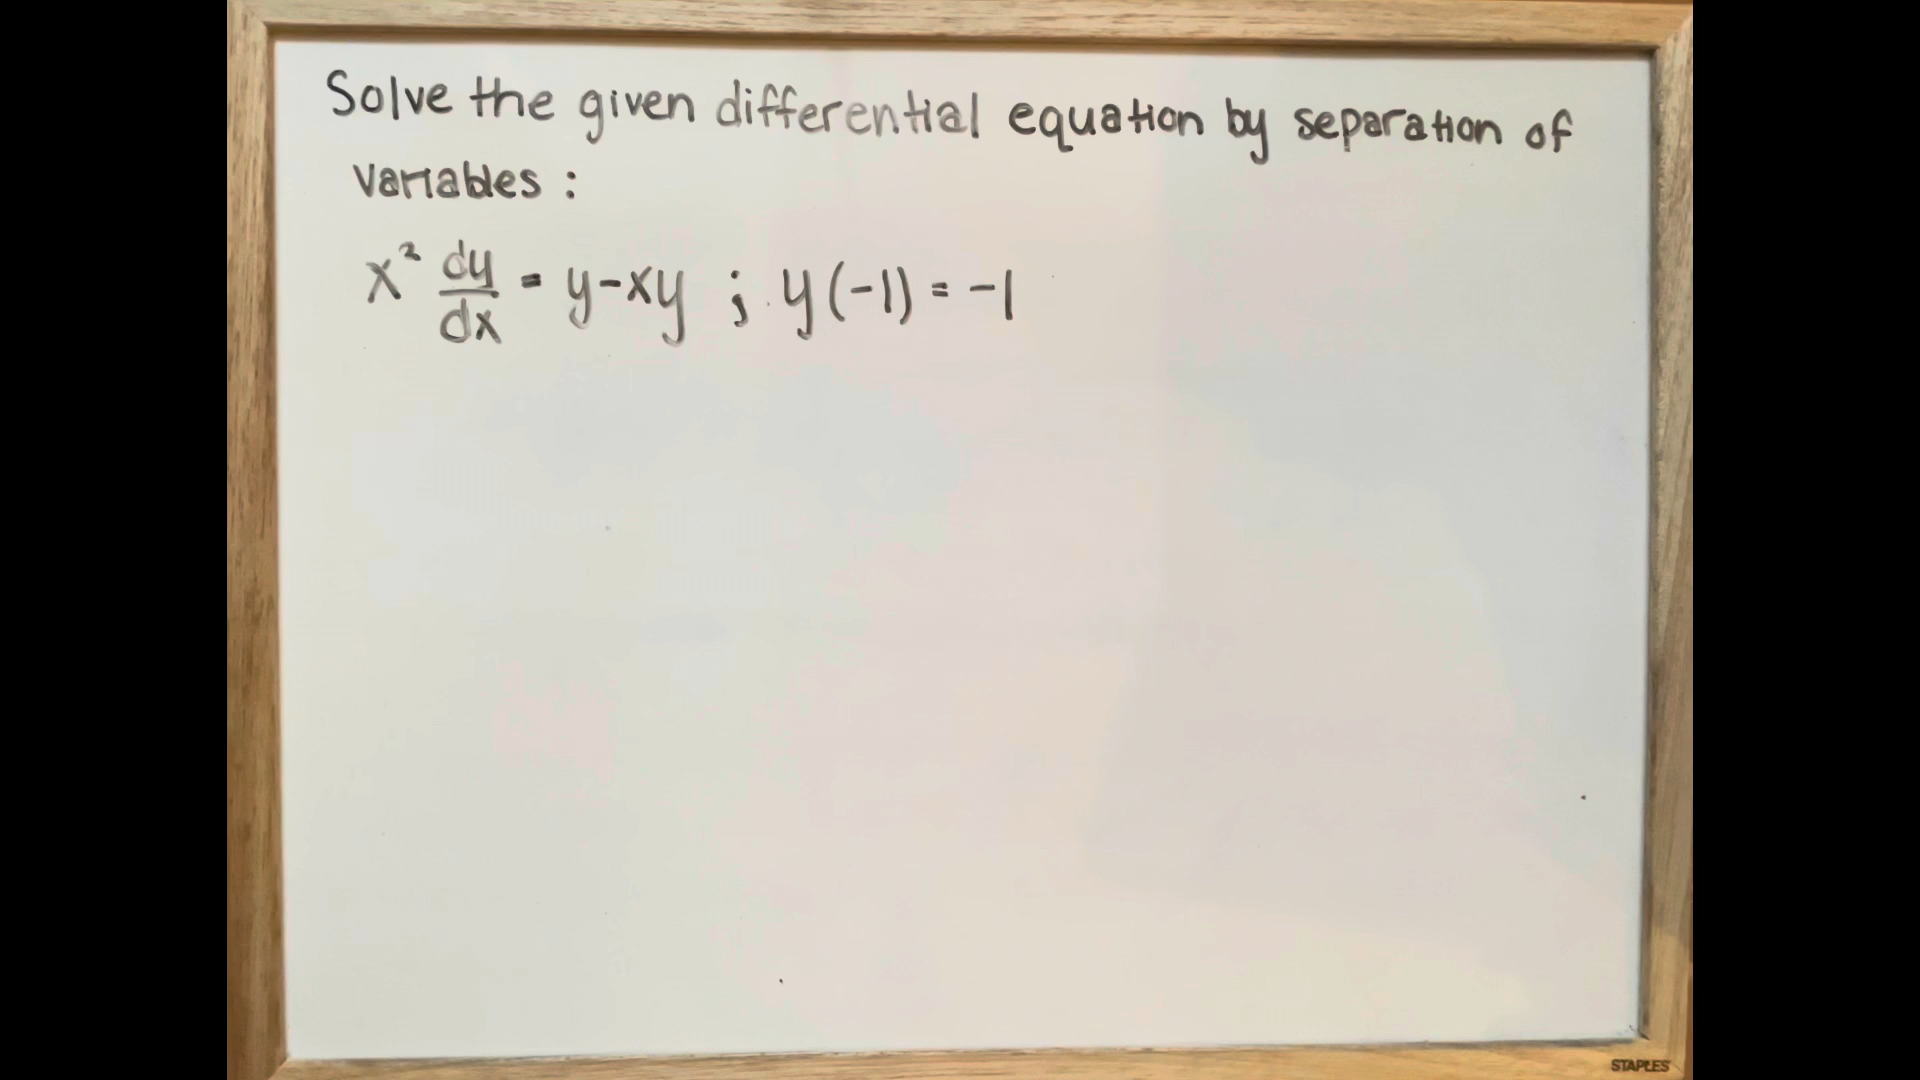 Solve the given differential equation by separation of
variables :
x² dy/dx = y-xy ; y(-1) = -1
STAPLES